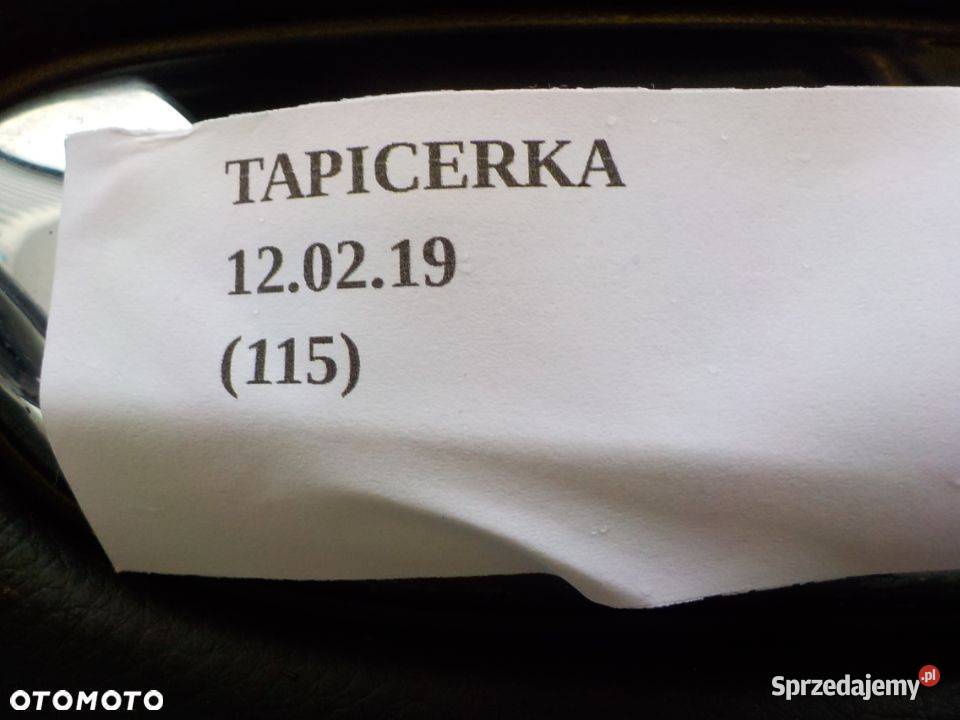 TAPICERKA
12.02.19
(115)
OTOMOTO
Sprzedajemy.pl